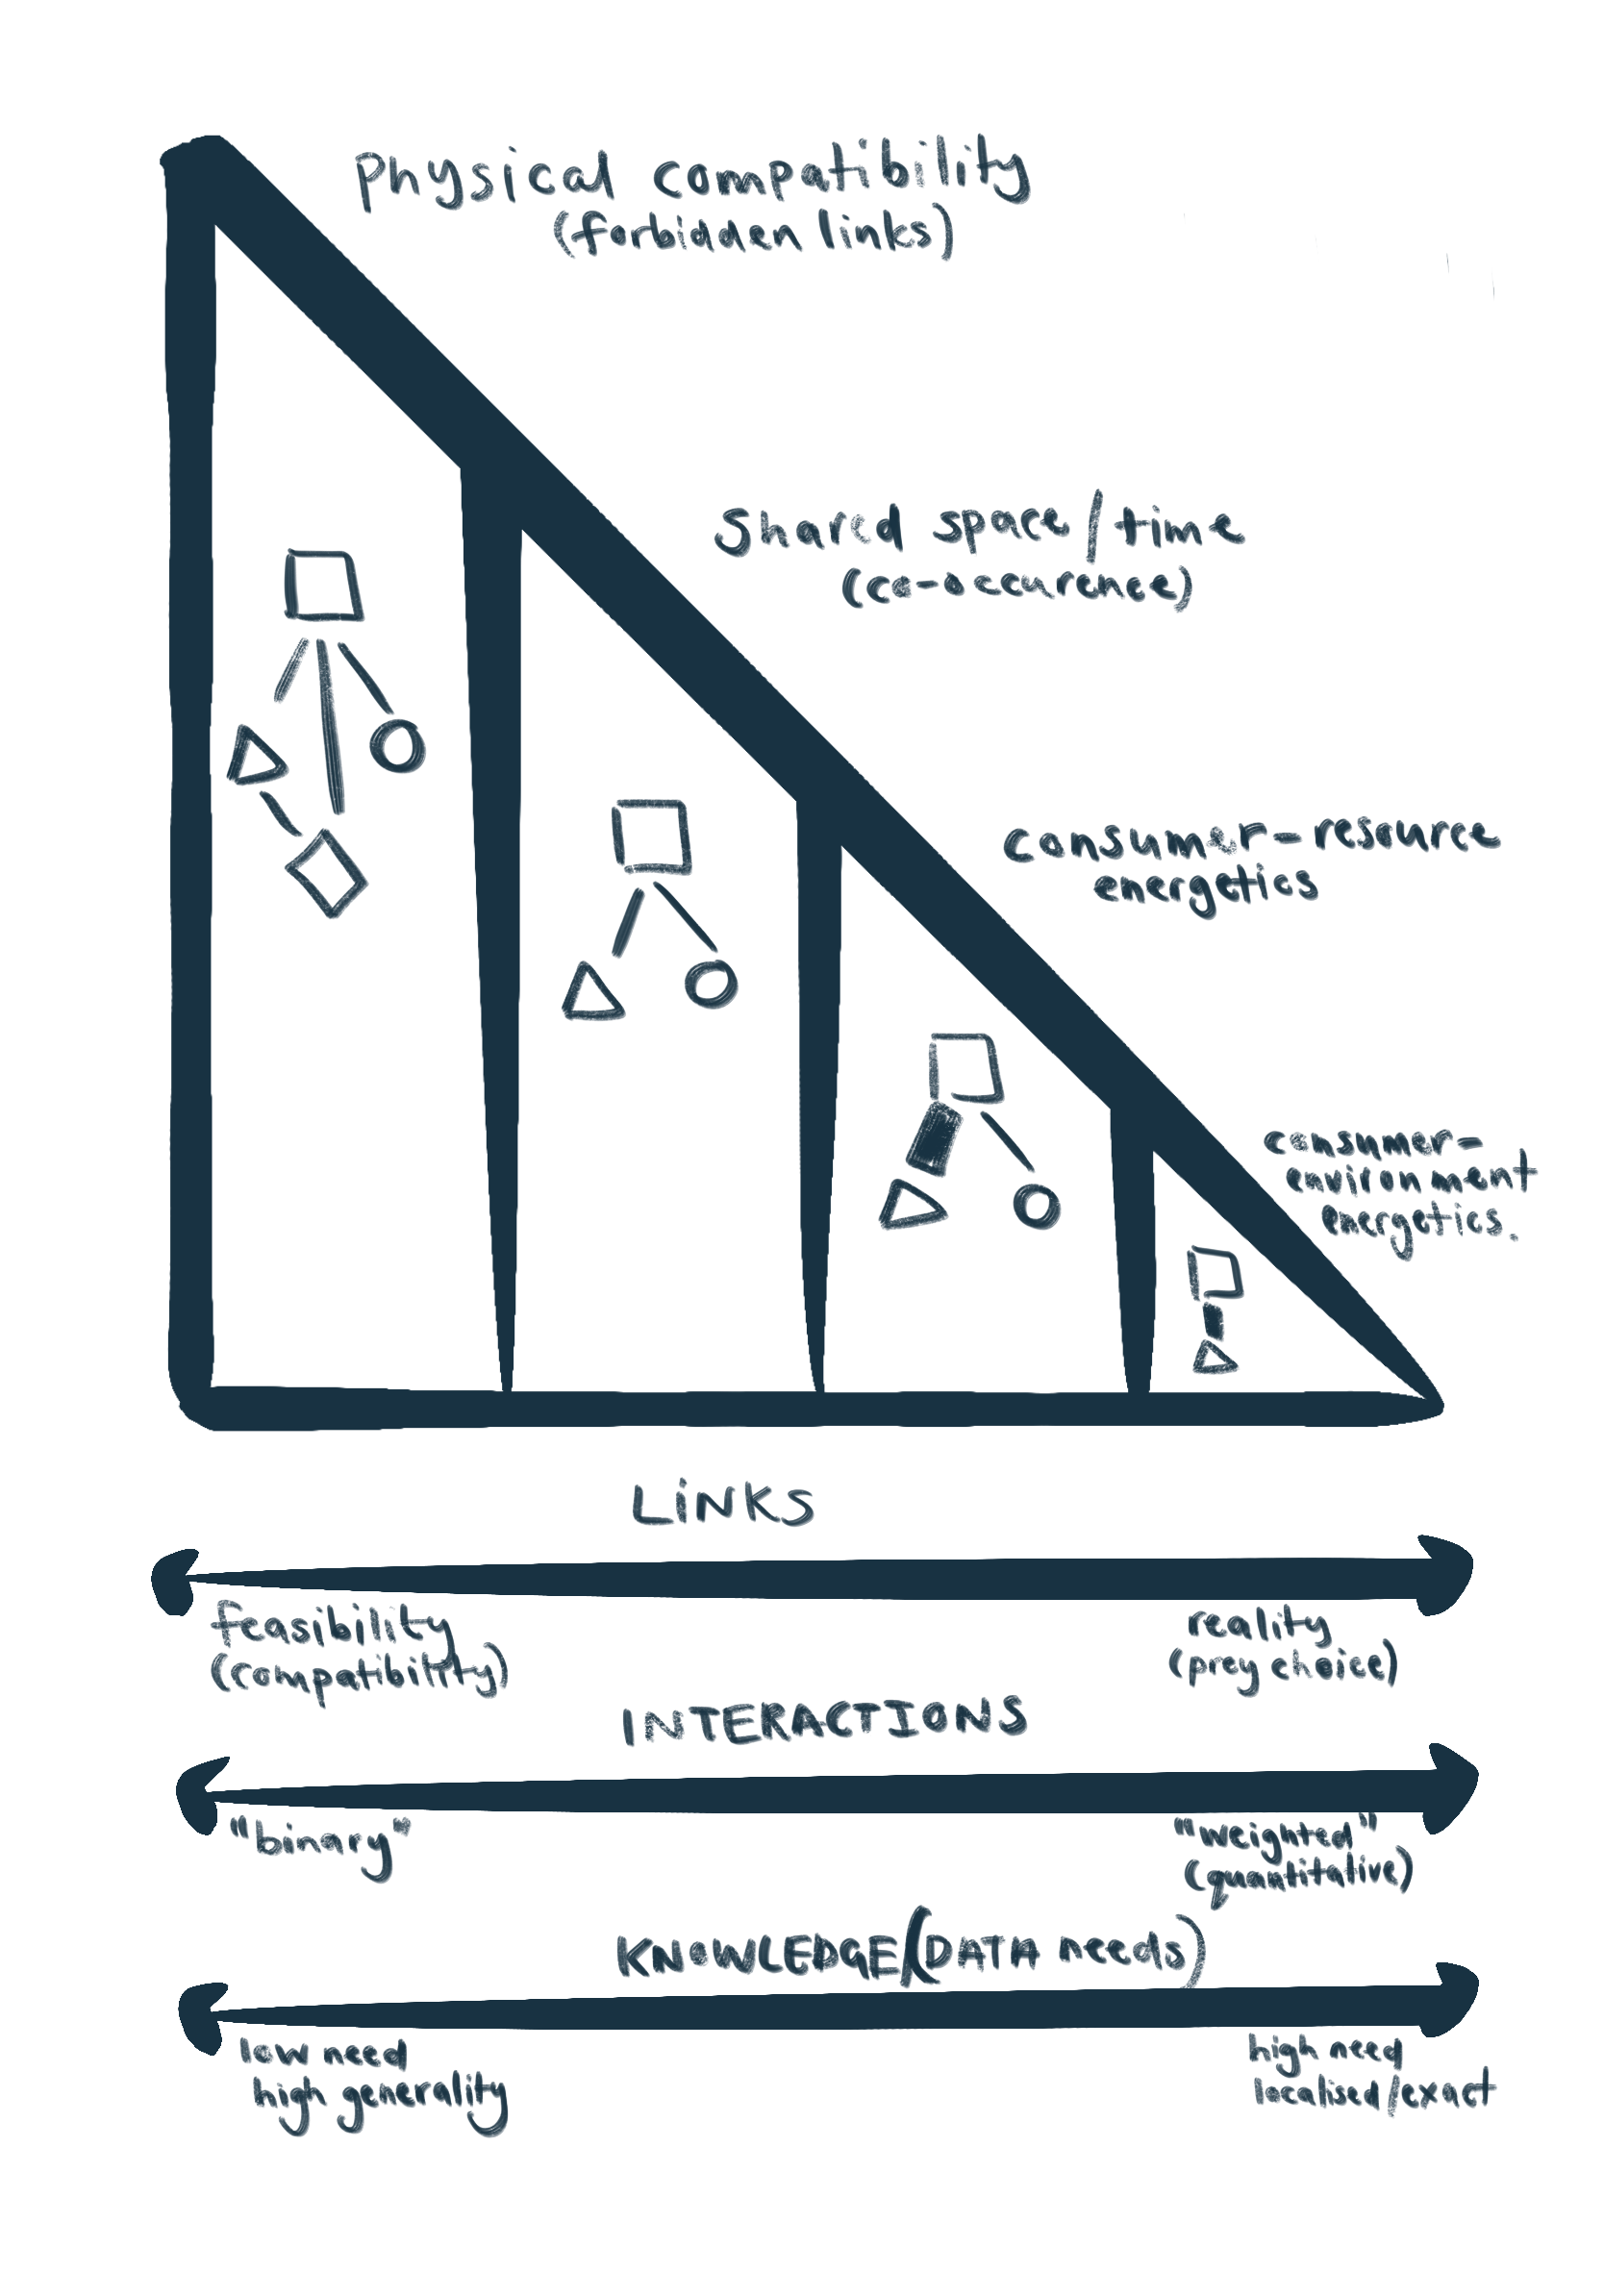 Physical compatibility
(forbidden links)
Shared space/time
(co-occurence)
consumer-resource
energetics
consumer-
environment
energetics.
LiNKS
feasibility
(compatibility)
reality
(prey choice)
INTERACTIONS
"binary"
"weighted"
(quantitative)
KNOWLEDGE (DATA needs)
low need
high generality
high need
localised/exact